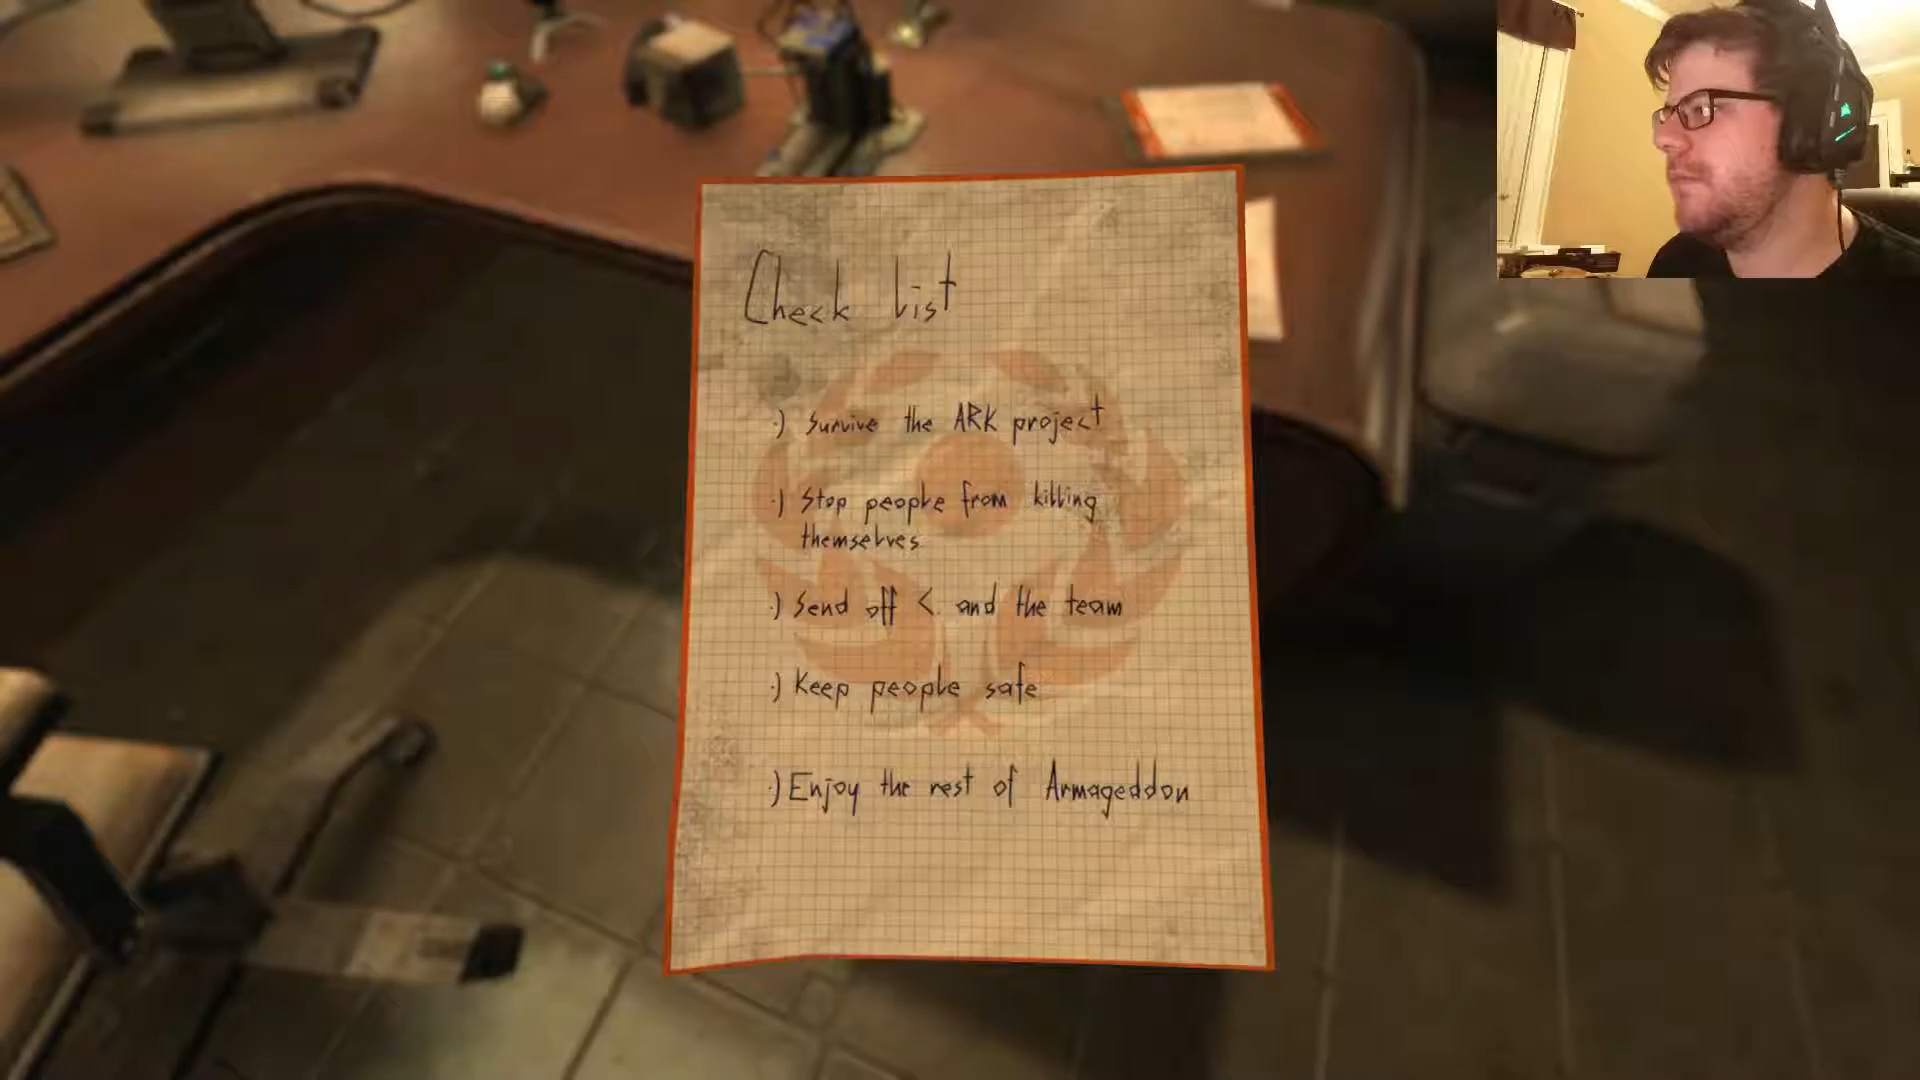 Check list
·) Survive the ARK project
·) Stop people from killing
themselves
·) Send off C. and the team
·) Keep people safe
·) Enjoy the rest of Armageddon